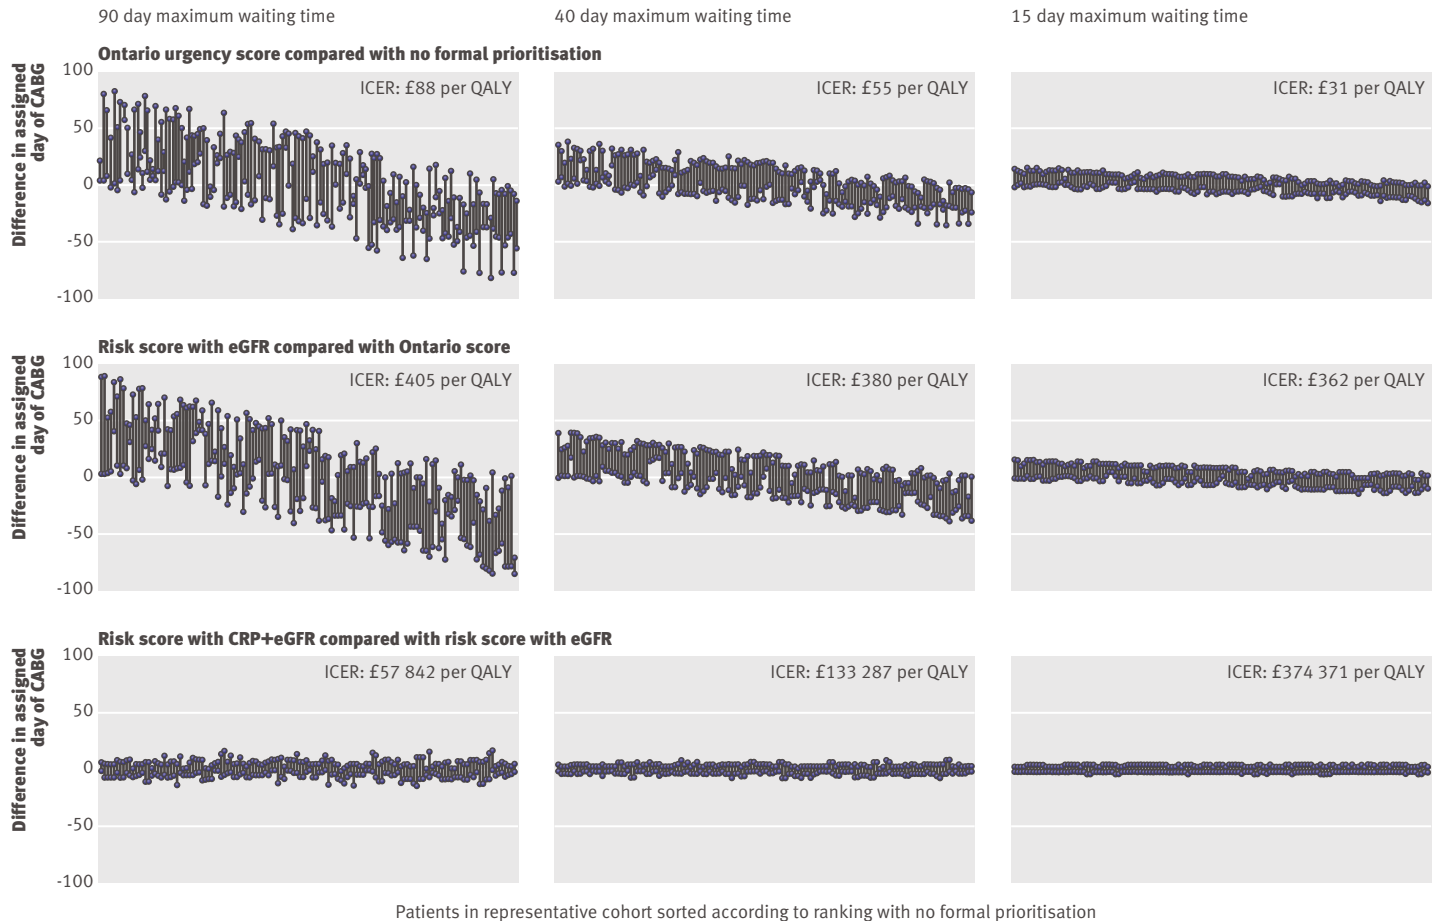 90 day maximum waiting time
40 day maximum waiting time
15 day maximum waiting time
Ontario urgency score compared with no formal prioritisation
Difference in assigned
day of CABG
100
50
0
-50
-100
ICER: £88 per QALY
ICER: £55 per QALY
ICER: £31 per QALY
Risk score with eGFR compared with Ontario score
Difference in assigned
day of CABG
100
50
0
-50
-100
ICER: £405 per QALY
ICER: £380 per QALY
ICER: £362 per QALY
Risk score with CRP+eGFR compared with risk score with eGFR
Difference in assigned
day of CABG
100
50
0
-50
-100
ICER: £57 842 per QALY
ICER: £133 287 per QALY
ICER: £374 371 per QALY
Patients in representative cohort sorted according to ranking with no formal prioritisation